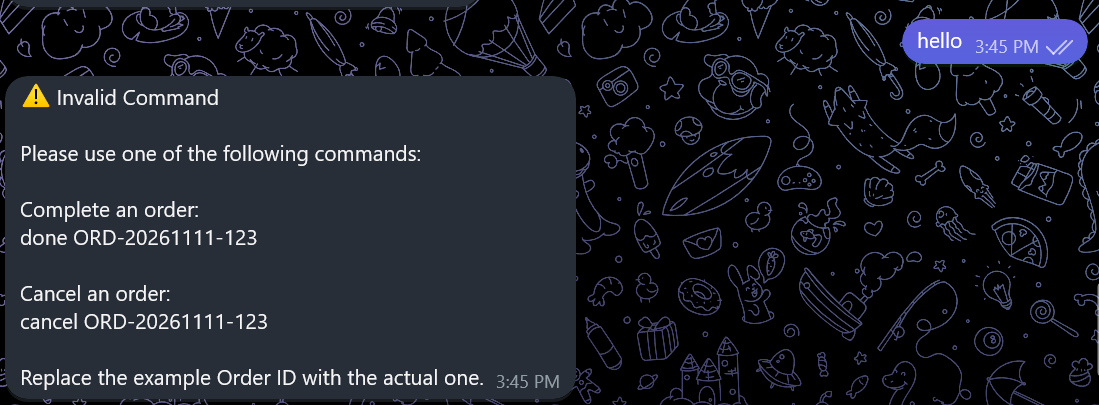 hello 3:45 PM
⚠️ Invalid Command
Please use one of the following commands:
Complete an order:
done ORD-20261111-123
Cancel an order:
cancel ORD-20261111-123
Replace the example Order ID with the actual one. 3:45 PM